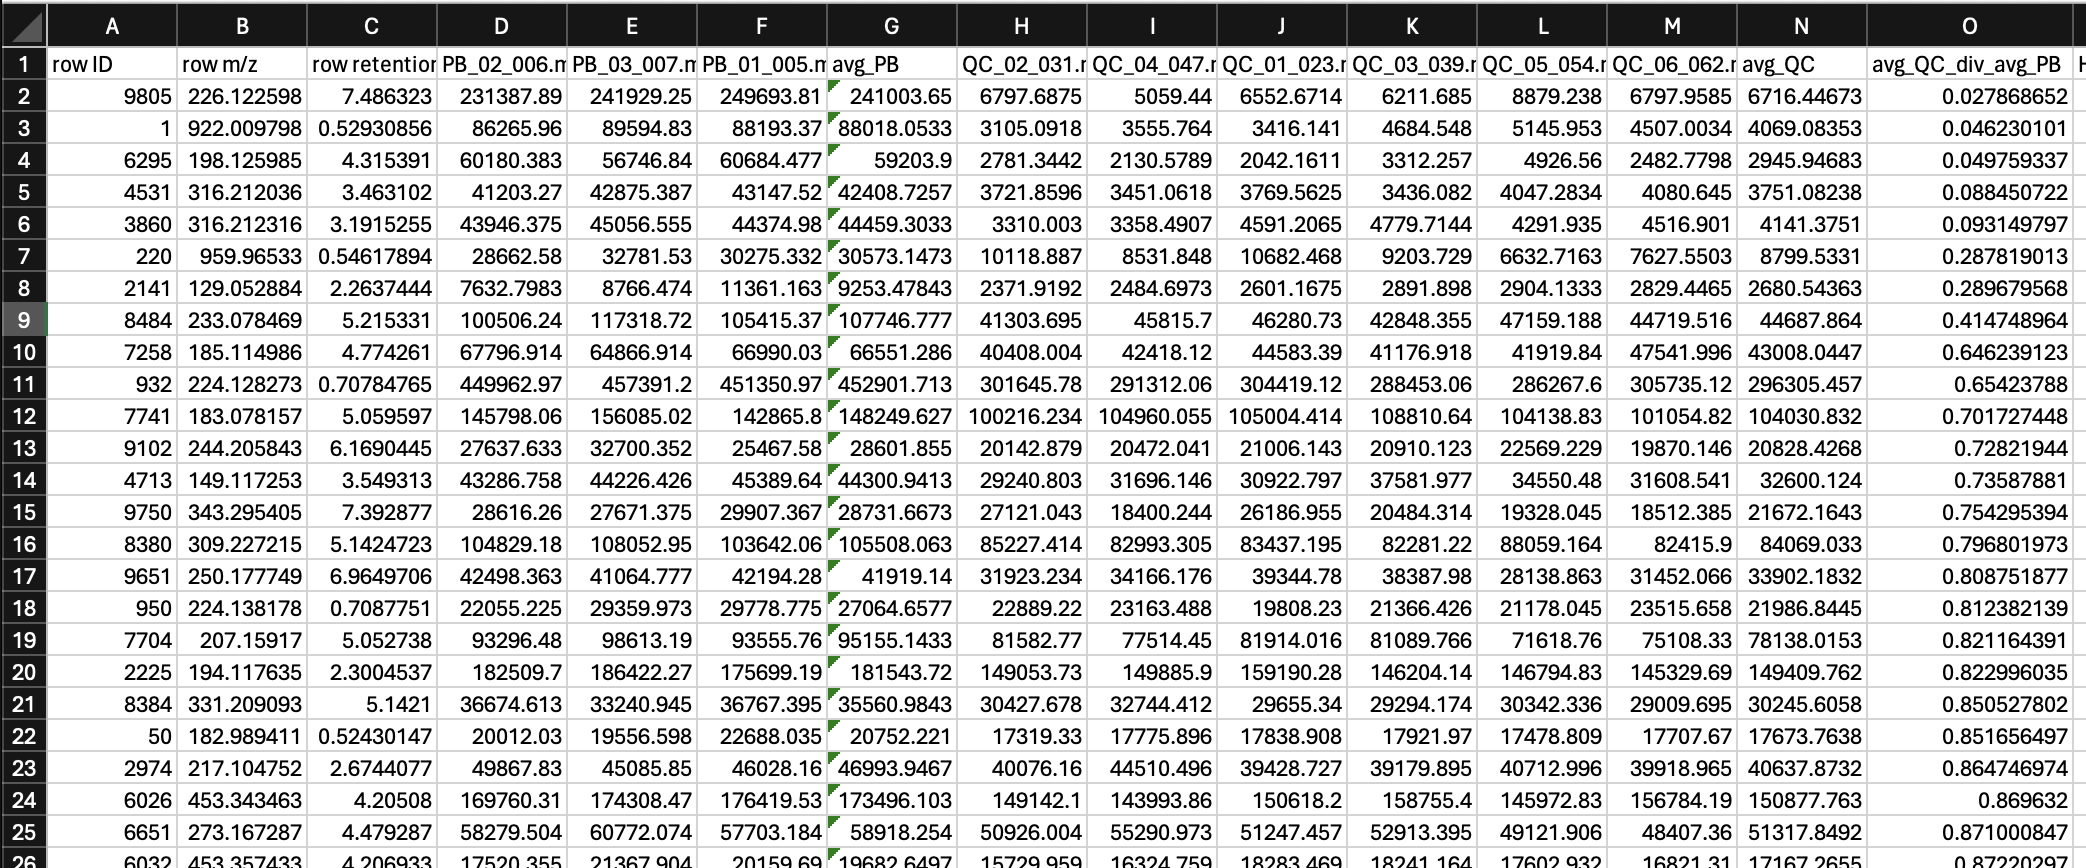 A B C D E F G H I J K L M N O
1 row ID row m/z row retention PB_02_006.m PB_03_007.m PB_01_005.m avg_PB QC_02_031.r QC_04_047.r QC_01_023.r QC_03_039.r QC_05_054.r QC_06_062.r avg_QC avg_QC_div_avg_PB H
2 9805 226.122598 7.486323 231387.89 241929.25 249693.81 241003.65 6797.6875 5059.44 6552.6714 6211.685 8879.238 6797.9585 6716.44673 0.027868652
3 1 922.009798 0.52930856 86265.96 89594.83 88193.37 88018.0533 3105.0918 3555.764 3416.141 4684.548 5145.953 4507.0034 4069.08353 0.046230101
4 6295 198.125985 4.315391 60180.383 56746.84 60684.477 59203.9 2781.3442 2130.5789 2042.1611 3312.257 4926.56 2482.7798 2945.94683 0.049759337
5 4531 316.212036 3.463102 41203.27 42875.387 43147.52 42408.7257 3721.8596 3451.0618 3769.5625 3436.082 4047.2834 4080.645 3751.08238 0.088450722
6 3860 316.212316 3.1915255 43946.375 45056.555 44374.98 44459.3033 3310.003 3358.4907 4591.2065 4779.7144 4291.935 4516.901 4141.3751 0.093149797
7 220 959.96533 0.54617894 28662.58 32781.53 30275.332 30573.1473 10118.887 8531.848 10682.468 9203.729 6632.7163 7627.5503 8799.5331 0.287819013
8 2141 129.052884 2.2637444 7632.7983 8766.474 11361.163 9253.47843 2371.9192 2484.6973 2601.1675 2891.898 2904.1333 2829.4465 2680.54363 0.289679568
9 8484 233.078469 5.215331 100506.24 117318.72 105415.37 107746.777 41303.695 45815.7 46280.73 42848.355 47159.188 44719.516 44687.864 0.414748964
10 7258 185.114986 4.774261 67796.914 64866.914 66990.03 66551.286 40408.004 42418.12 44583.39 41176.918 41919.84 47541.996 43008.0447 0.646239123
11 932 224.128273 0.70784765 449962.97 457391.2 451350.97 452901.713 301645.78 291312.06 304419.12 288453.06 286267.6 305735.12 296305.457 0.65423788
12 7741 183.078157 5.059597 145798.06 156085.02 142865.8 148249.627 100216.234 104960.055 105004.414 108810.64 104138.83 101054.82 104030.832 0.701727448
13 9102 244.205843 6.1690445 27637.633 32700.352 25467.58 28601.855 20142.879 20472.041 21006.143 20910.123 22569.229 19870.146 20828.4268 0.72821944
14 4713 149.117253 3.549313 43286.758 44226.426 45389.64 44300.9413 29240.803 31696.146 30922.797 37581.977 34550.48 31608.541 32600.124 0.73587881
15 9750 343.295405 7.392877 28616.26 27671.375 29907.367 28731.6673 27121.043 18400.244 26186.955 20484.314 19328.045 18512.385 21672.1643 0.754295394
16 8380 309.227215 5.1424723 104829.18 108052.95 103642.06 105508.063 85227.414 82993.305 83437.195 82281.22 88059.164 82415.9 84069.033 0.796801973
17 9651 250.177749 6.9649706 42498.363 41064.777 42194.28 41919.14 31923.234 34166.176 39344.78 38387.98 28138.863 31452.066 33902.1832 0.808751877
18 950 224.138178 0.7087751 22055.225 29359.973 29778.775 27064.6577 22889.22 23163.488 19808.23 21366.426 21178.045 23515.658 21986.8445 0.812382139
19 7704 207.15917 5.052738 93296.48 98613.19 93555.76 95155.1433 81582.77 77514.45 81914.016 81089.766 71618.76 75108.33 78138.0153 0.821164391
20 2225 194.117635 2.3004537 182509.7 186422.27 175699.19 181543.72 149053.73 149885.9 159190.28 146204.14 146794.83 145329.69 149409.762 0.822996035
21 8384 331.209093 5.1421 36674.613 33240.945 36767.395 35560.9843 30427.678 32744.412 29655.34 29294.174 30342.336 29009.695 30245.6058 0.850527802
22 50 182.989411 0.52430147 20012.03 19556.598 22688.035 20752.221 17319.33 17775.896 17838.908 17921.97 17478.809 17707.67 17673.7638 0.851656497
23 2974 217.104752 2.6744077 49867.83 45085.85 46028.16 46993.9467 40076.16 44510.496 39428.727 39179.895 40712.996 39918.965 40637.8732 0.864746974
24 6026 453.343463 4.20508 169760.31 174308.47 176419.53 173496.103 149142.1 143993.86 150618.2 158755.4 145972.83 156784.19 150877.763 0.869632
25 6651 273.167287 4.479287 58279.504 60772.074 57703.184 58918.254 50926.004 55290.973 51247.457 52913.395 49121.906 48407.36 51317.8492 0.871000847
26 6032 453.357433 4.206933 17520.355 21367.904 20159.69 19682.6497 15729.959 16324.759 18283.469 18241.164 17602.932 16821.31 17167.2655 0.87220297